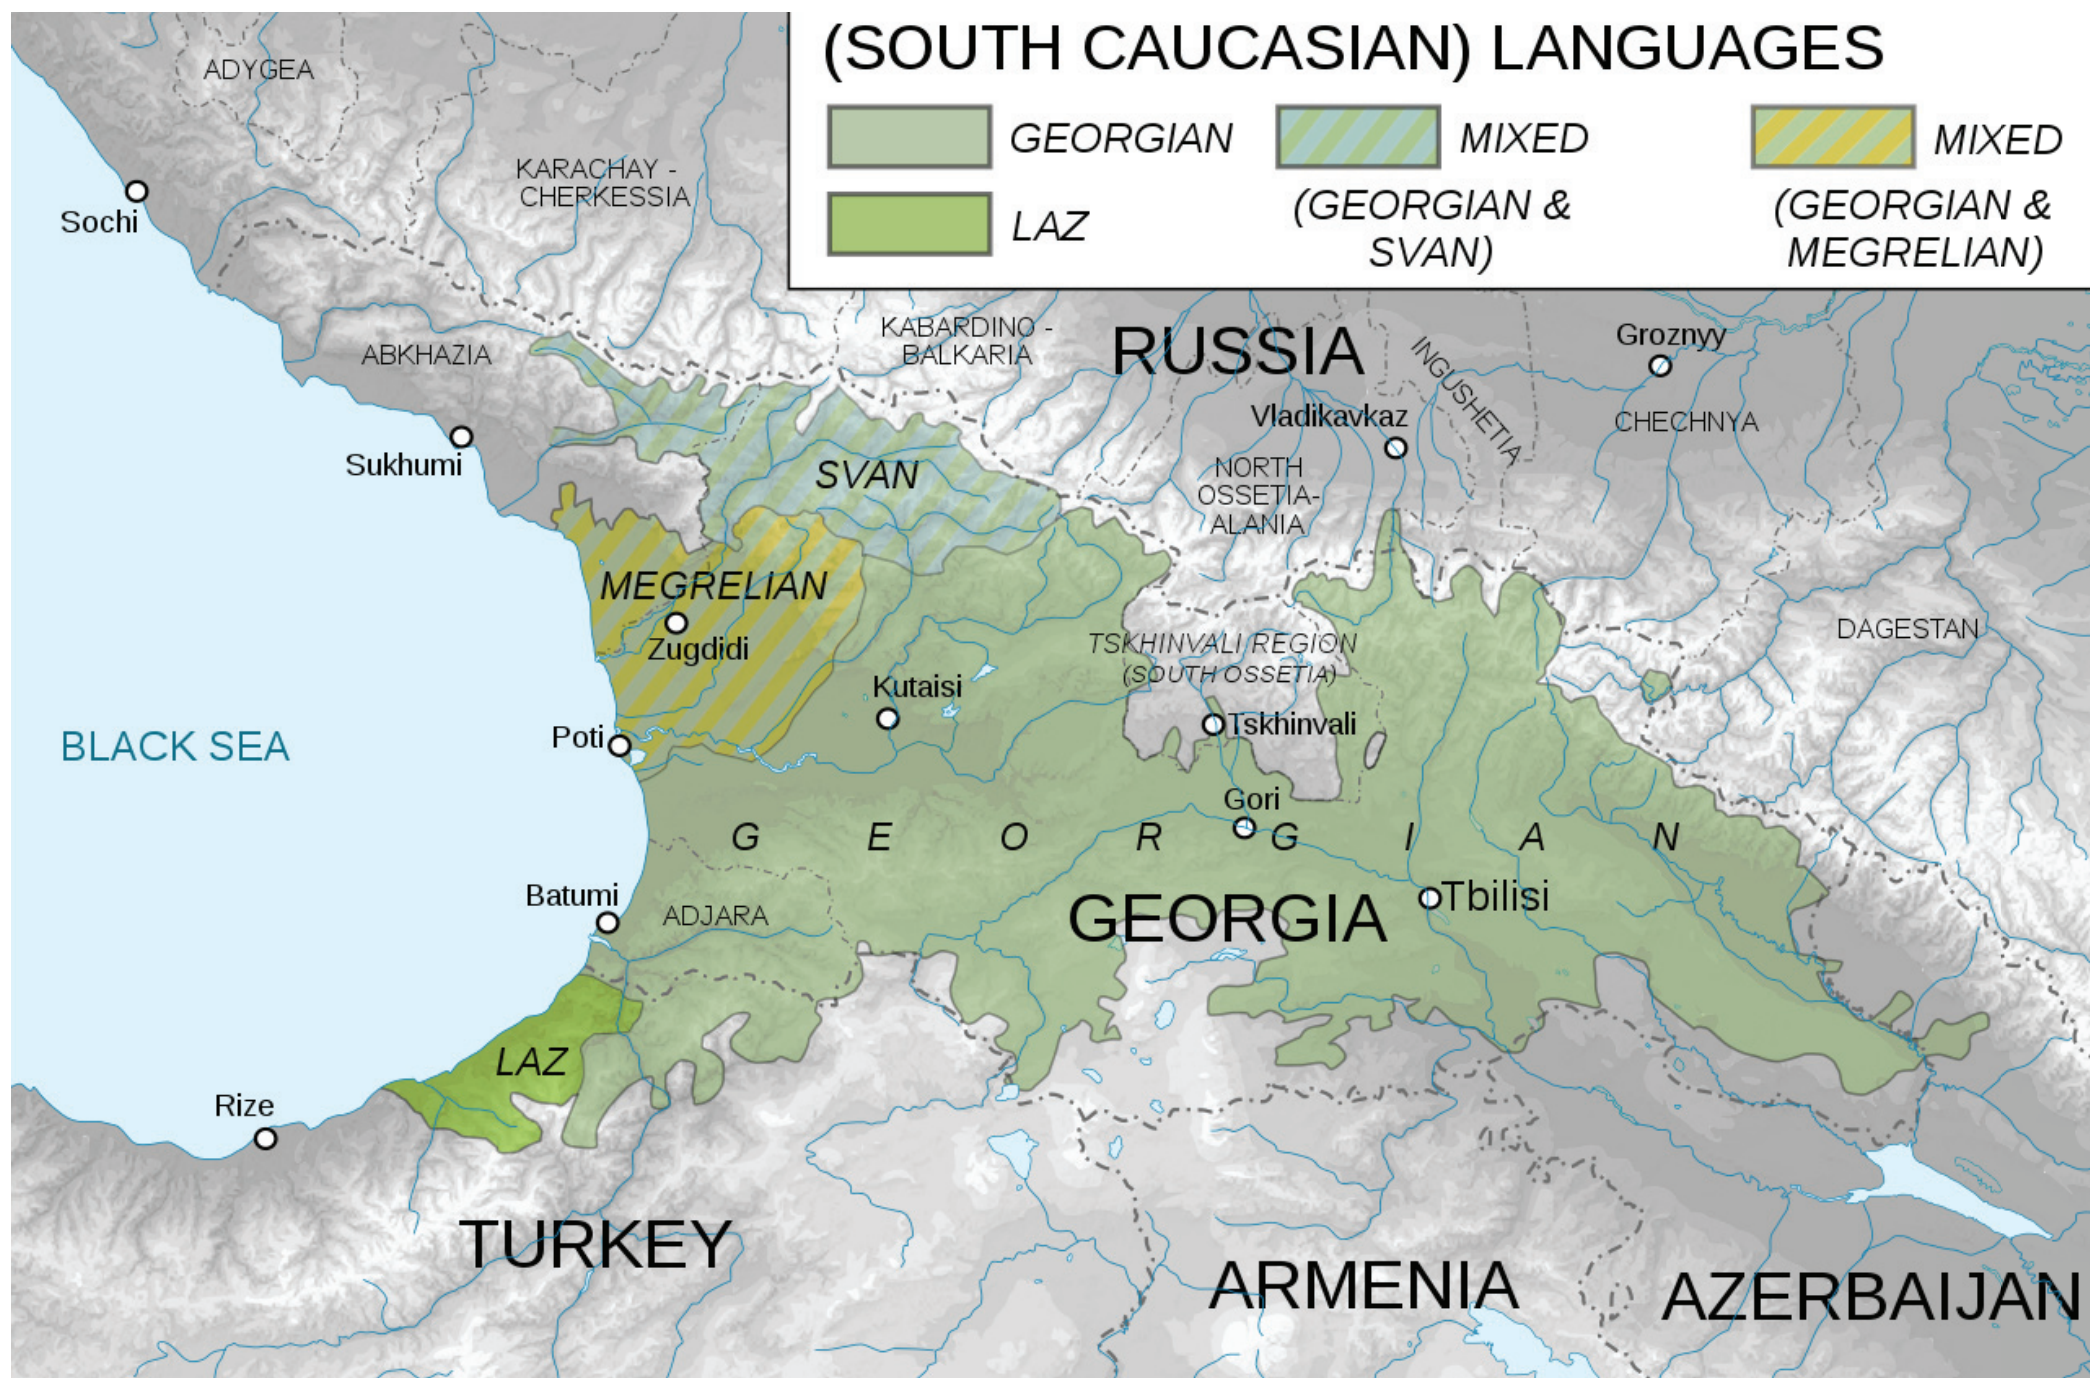 (SOUTH CAUCASIAN) LANGUAGES
GEORGIAN
MIXED
MIXED
LAZ
(GEORGIAN &
SVAN)
(GEORGIAN &
MEGRELIAN)
ADYGEA
KARACHAY -
CHERKESSIA
Sochi
KABARDINO -
BALKARIA
RUSSIA
Groznyy
INGUSHETIA
ABKHAZIA
Vladikavkaz
CHECHNYA
Sukhumi
SVAN
NORTH
OSSETIA-
ALANIA
MEGRELIAN
Zugdidi
TSKHINVALI REGION
(SOUTH OSSETIA)
DAGESTAN
Kutaisi
Tskhinvali
Poti
BLACK SEA
Gori
G E O R G I A N
Batumi
ADJARA
GEORGIA
Tbilisi
LAZ
Rize
TURKEY
ARMENIA
AZERBAIJAN